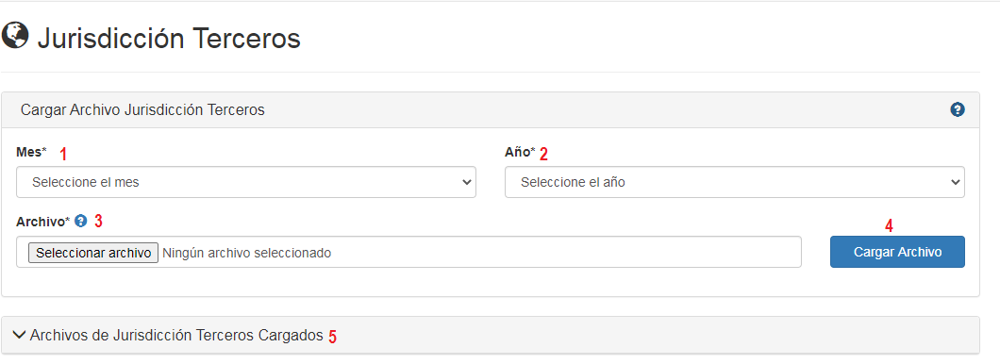 Jurisdicción Terceros
Cargar Archivo Jurisdicción Terceros ?
Mes* 1 Año* 2
Seleccione el mes Seleccione el año
Archivo* ? 3 4
Seleccionar archivo Ningún archivo seleccionado Cargar Archivo
Archivos de Jurisdicción Terceros Cargados 5